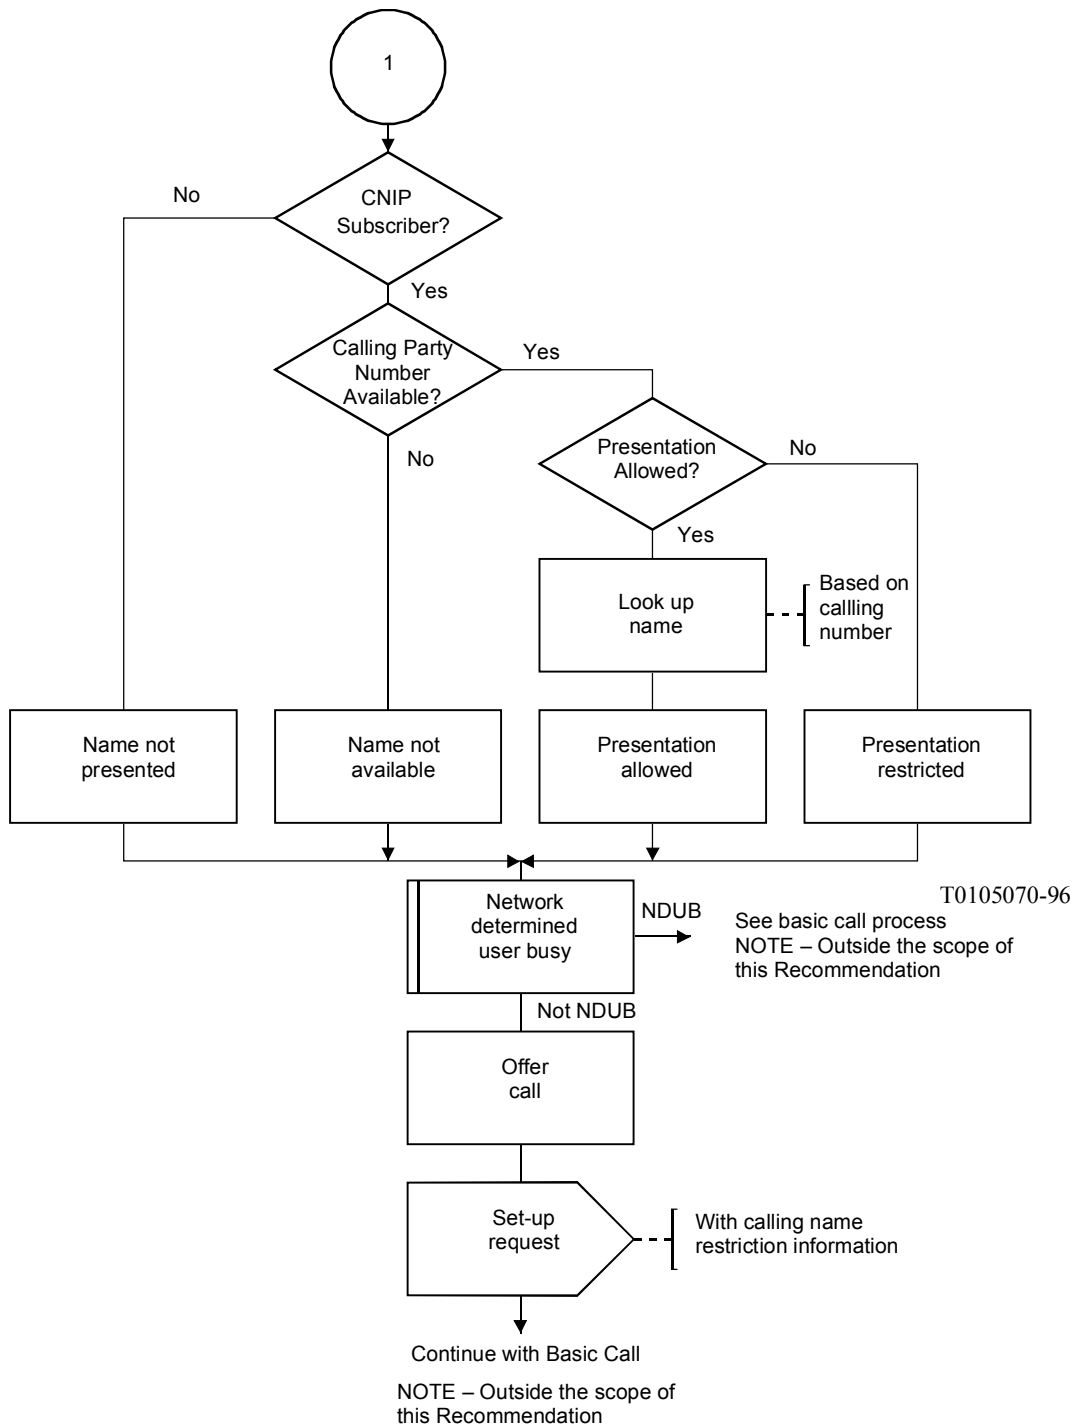 1
No
CNIP
Subscriber?
Yes
Calling Party
Number
Available?
Yes
No
Presentation
Allowed?
No
Yes
Look up
name
Based on
callling
number
Name not
presented
Name not
available
Presentation
allowed
Presentation
restricted
T0105070-96
Network
determined
user busy
NDUB
See basic call process
NOTE – Outside the scope of
this Recommendation
Not NDUB
Offer
call
Set-up
request
With calling name
restriction information
Continue with Basic Call
NOTE – Outside the scope of
this Recommendation